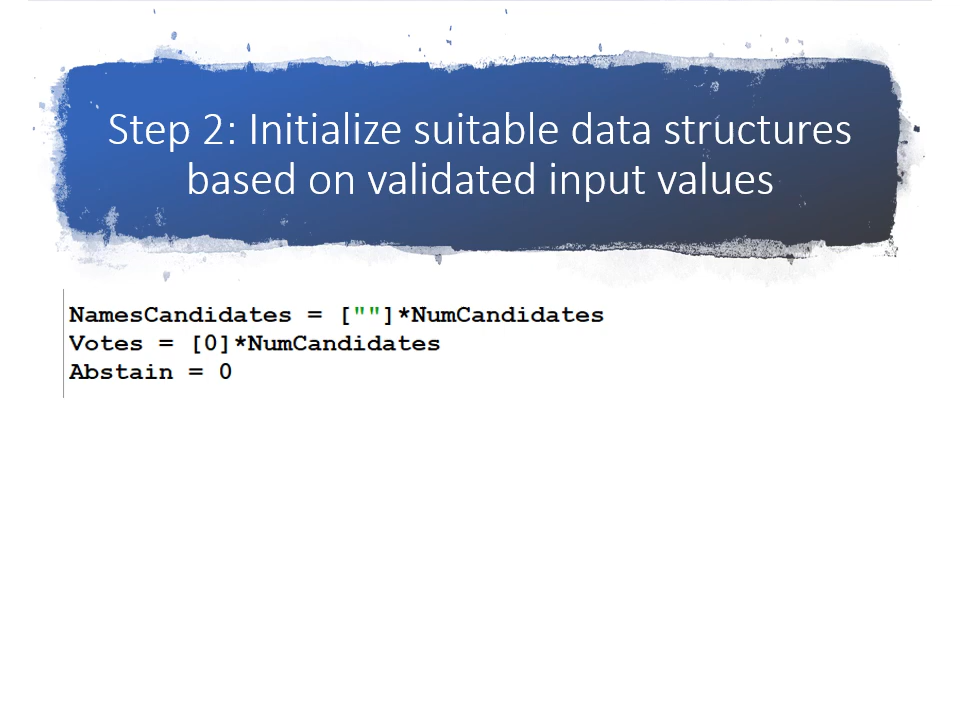 Step 2: Initialize suitable data structures
based on validated input values
NamesCandidates = [""]*NumCandidates
Votes = [0]*NumCandidates
Abstain = 0